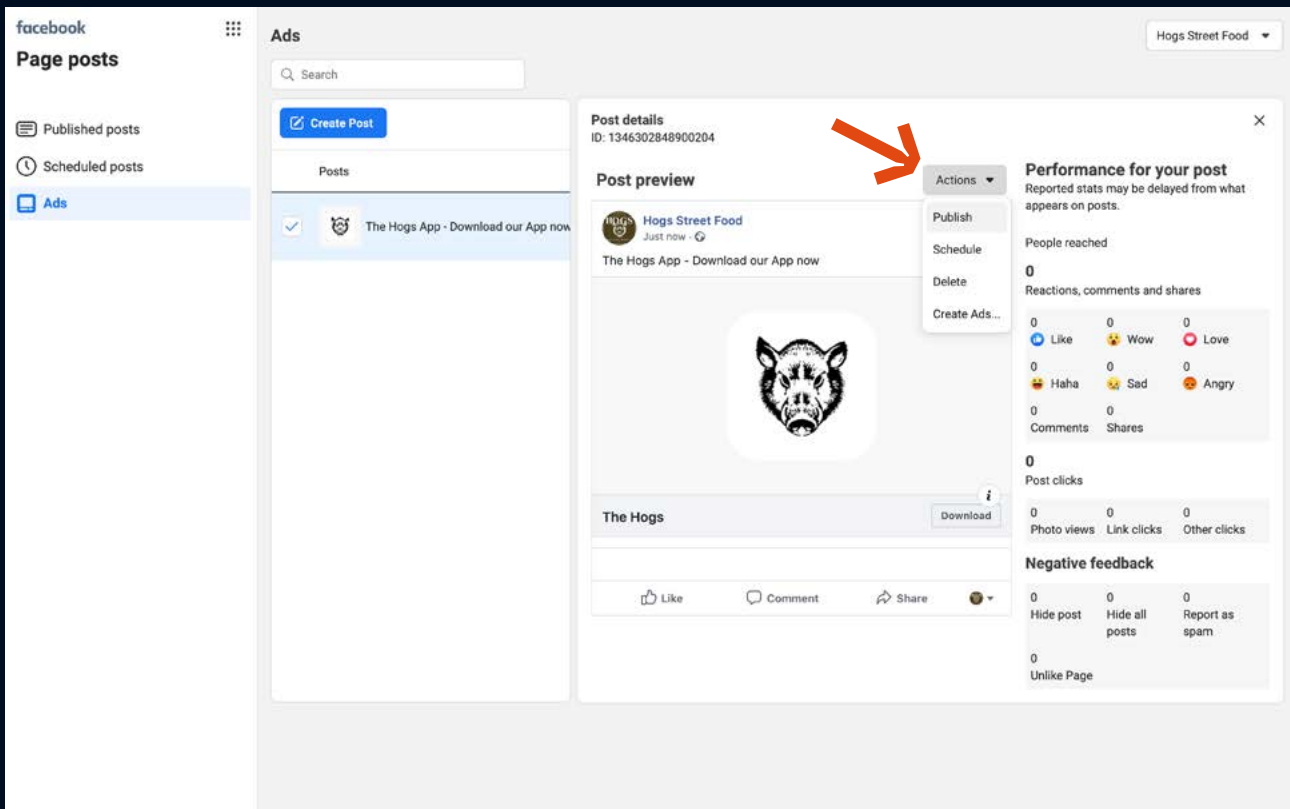 facebook
Page posts
Published posts
Scheduled posts
Ads
Ads
Hogs Street Food
Search
Create Post
Posts
The Hogs App - Download our App now
Post details
ID: 1346302848900204
Post preview
Actions
Publish
Schedule
Delete
Create Ads...
HOGS
Hogs Street Food
Just now
The Hogs App - Download our App now
i
The Hogs
Download
Like
Comment
Share
Performance for your post
Reported stats may be delayed from what
appears on posts.
People reached
0
Reactions, comments and shares
0 0 0
Like Wow Love
0 0 0
Haha Sad Angry
0 0
Comments Shares
0
Post clicks
0 0 0
Photo views Link clicks Other clicks
Negative feedback
0 0 0
Hide post Hide all Report as
posts spam
0
Unlike Page